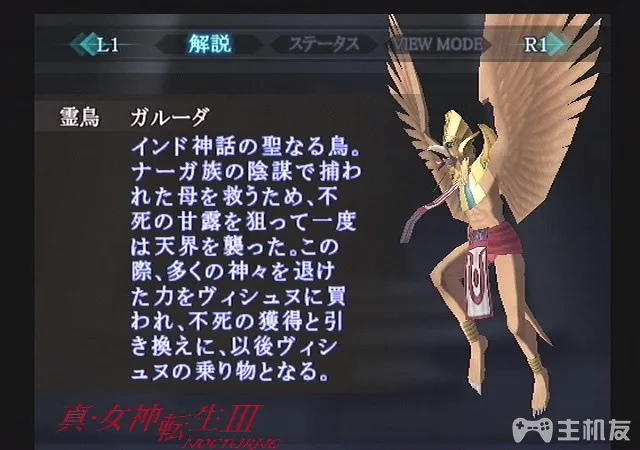 L1 解説 ステータス VIEW MODE R1
霊鳥 ガルーダ
インド神話の聖なる鳥。
ナーガ族の陰謀で捕わ
れた母を救うため、不
死の甘露を狙って一度
は天界を襲った。この
際、多くの神々を退け
た力をヴィシュヌに買
われ、不死の獲得と引
き換えに、以後ヴィシ
ュヌの乗り物となる。
真・女神転生III
NOCTURNE
主机友